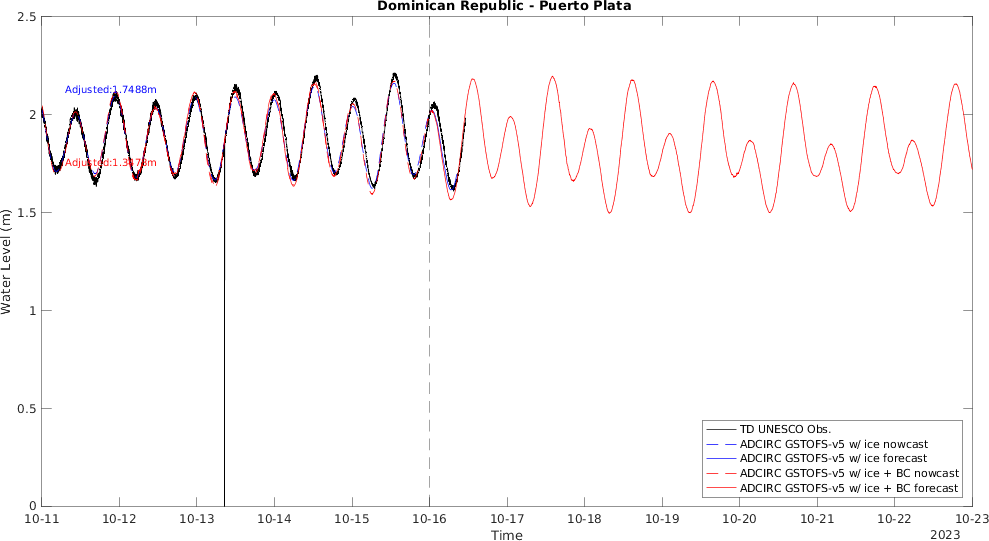 Dominican Republic - Puerto Plata
Water Level (m)
2.5
2
1.5
1
0.5
0
Adjusted:1.7488m
10-11
10-12
10-13
10-14
10-15
10-16
10-17
10-18
10-19
10-20
10-21
10-22
10-23
Time
2023
TD UNESCO Obs.
ADCIRC GSTOFS-v5 w/ ice nowcast
ADCIRC GSTOFS-v5 w/ ice forecast
ADCIRC GSTOFS-v5 w/ ice + BC nowcast
ADCIRC GSTOFS-v5 w/ ice + BC forecast